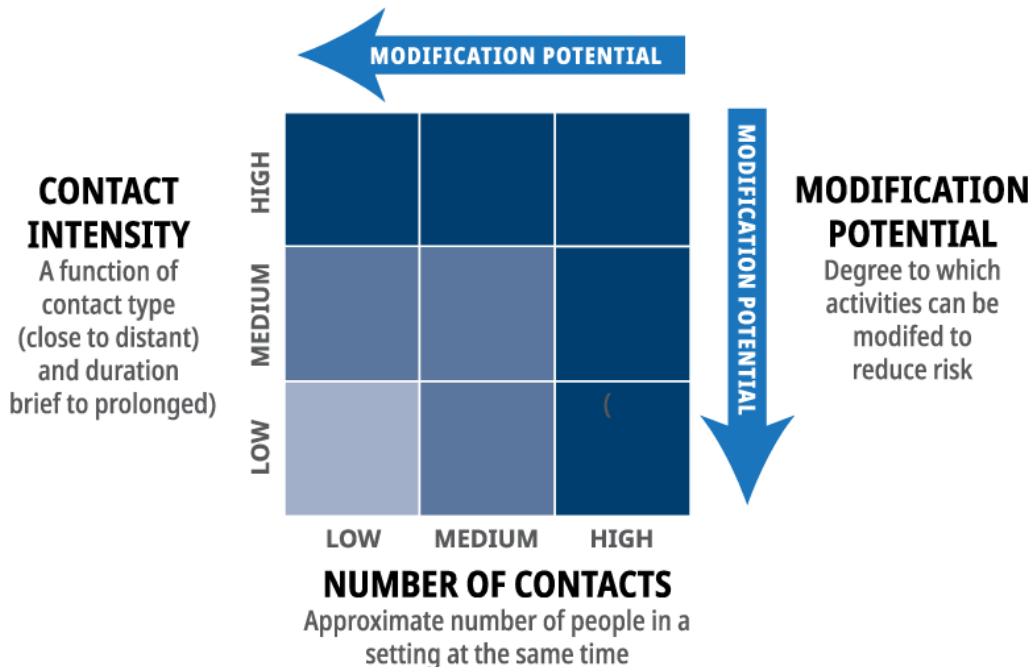 MODIFICATION POTENTIAL
CONTACT
INTENSITY
A function of
contact type
(close to distant)
and duration
brief to prolonged)
HIGH
MEDIUM
LOW
(
MODIFICATION POTENTIAL
MODIFICATION
POTENTIAL
Degree to which
activities can be
modifed to
reduce risk
LOW MEDIUM HIGH
NUMBER OF CONTACTS
Approximate number of people in a
setting at the same time